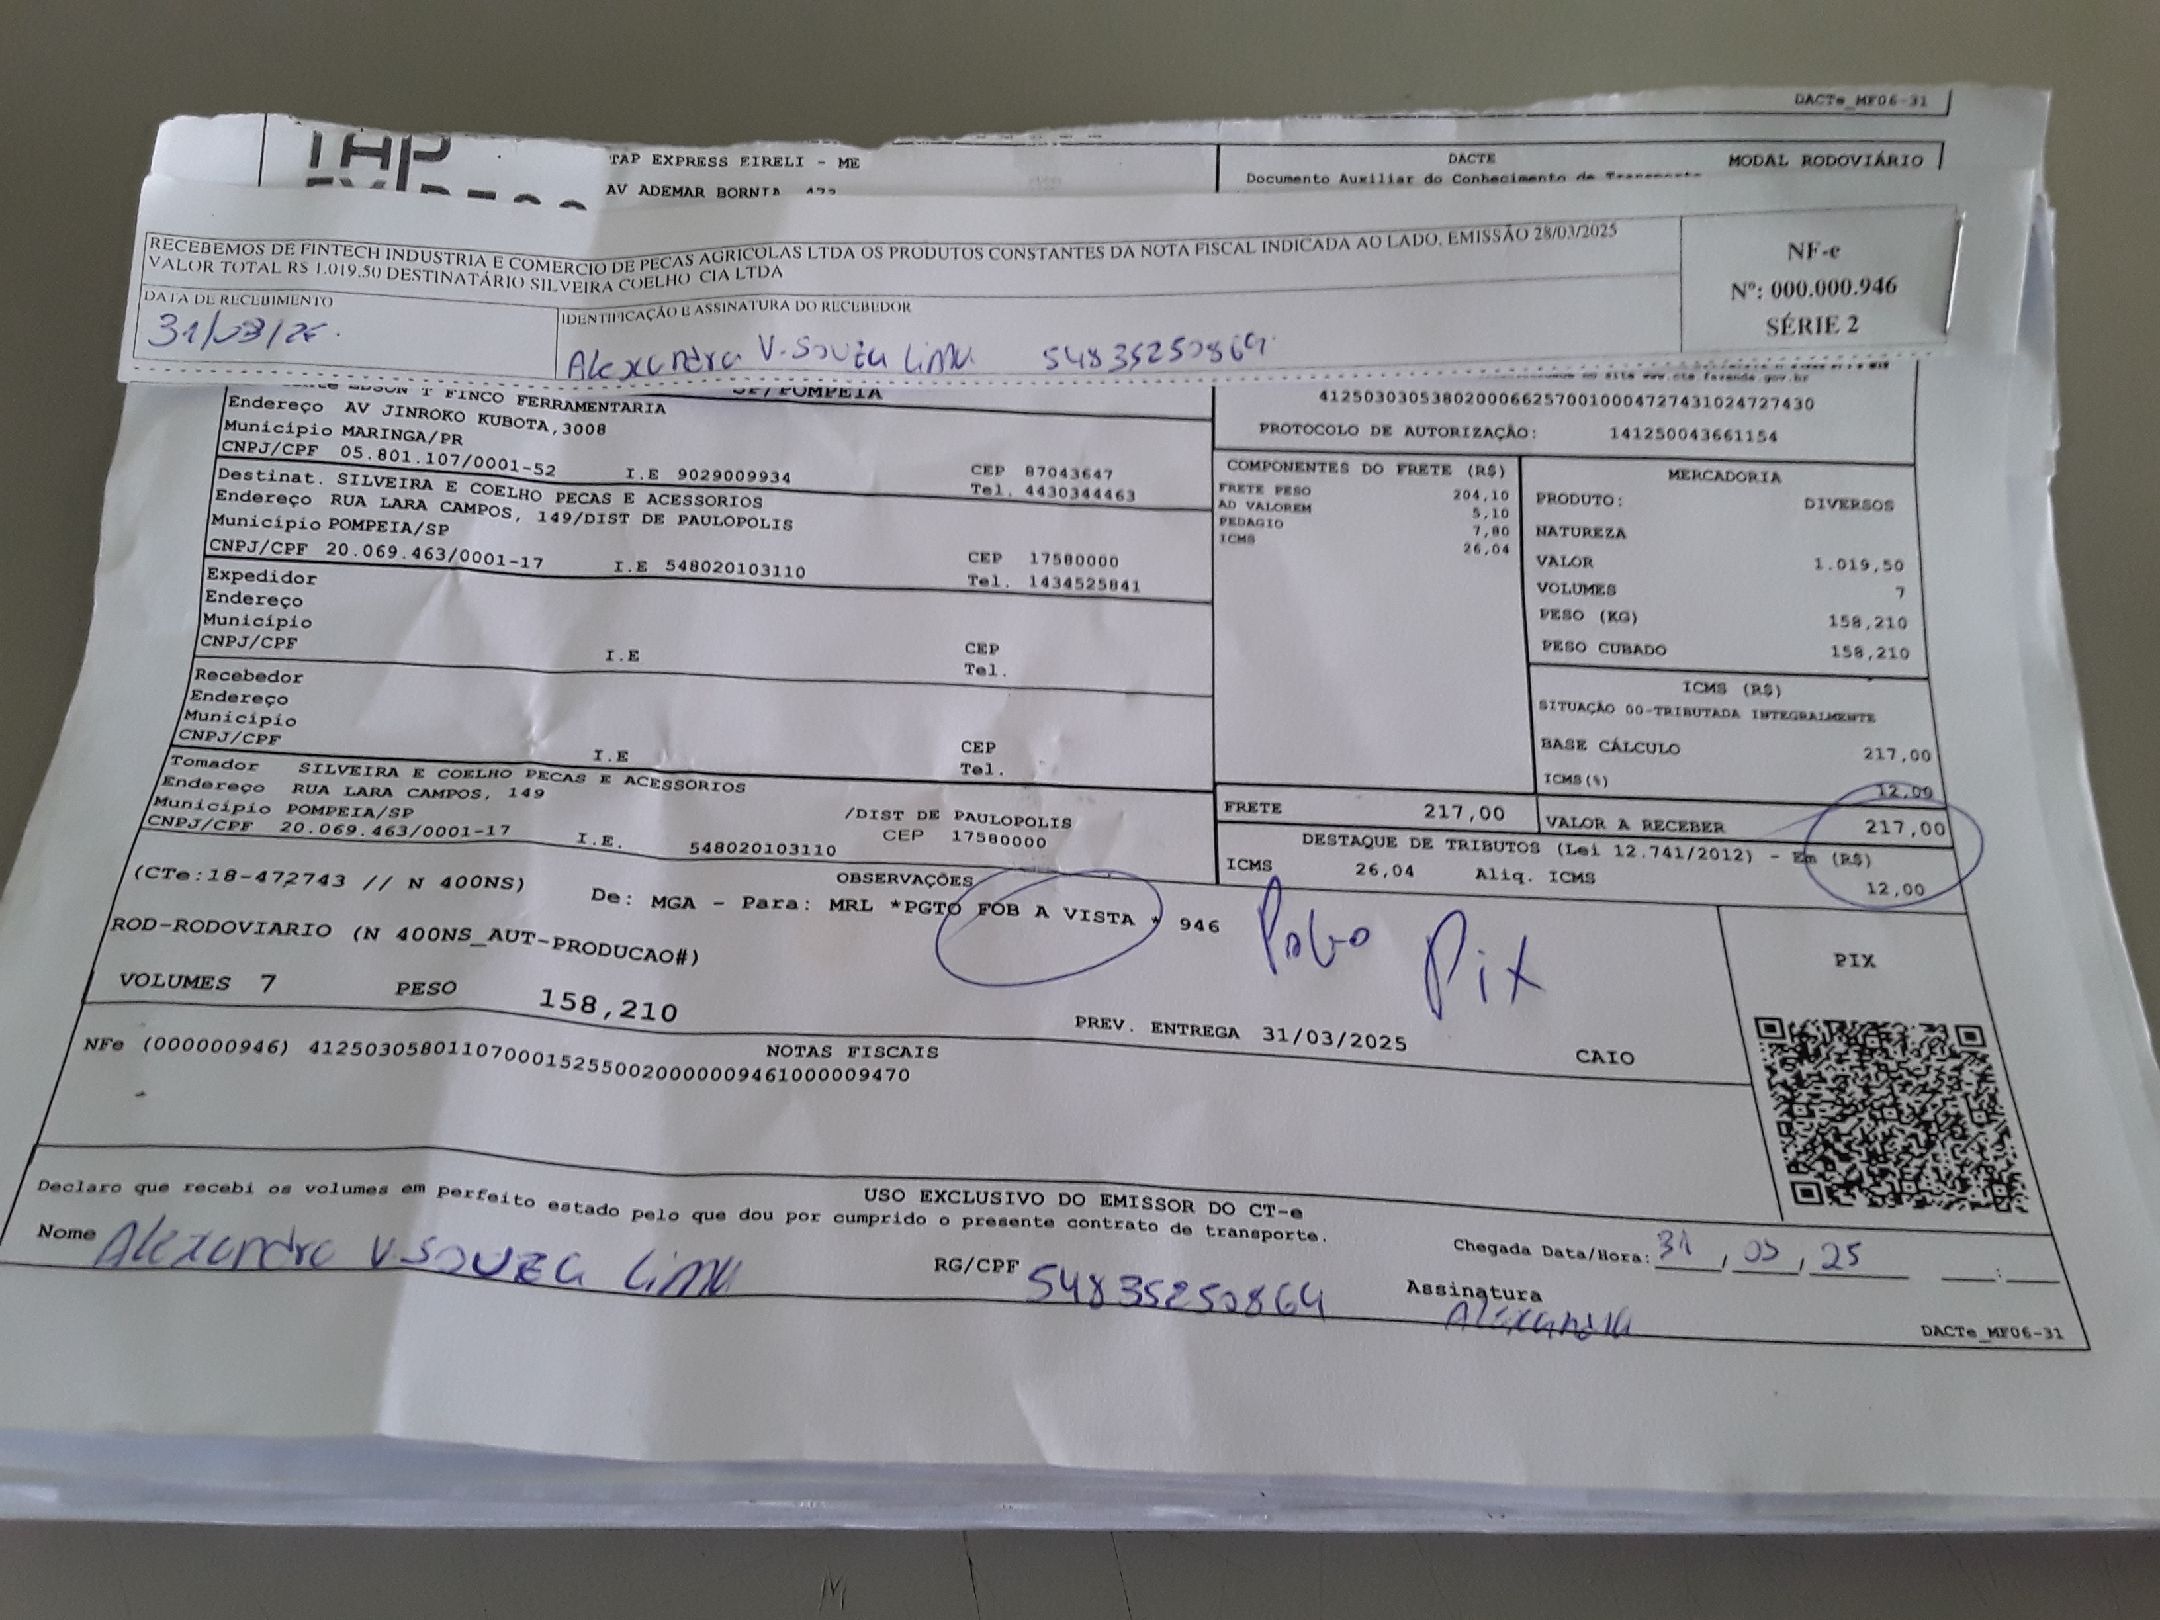 DACTe_MF06-31
TAP
TAP EXPRESS EIRELI - ME
AV ADEMAR BORNIA
DACTE
MODAL RODOVIÁRIO
Documento Auxiliar do Conhecimento de Transporte
RECEBEMOS DE FINTECH INDUSTRIA E COMERCIO DE PECAS AGRICOLAS LTDA OS PRODUTOS CONSTANTES DA NOTA FISCAL INDICADA AO LADO. EMISSÃO 28/03/2025
VALOR TOTAL R$ 1.019,50 DESTINATÁRIO SILVEIRA COELHO CIA LTDA
NF-e
Nº: 000.000.946
SÉRIE 2
DATA DE RECEBIMENTO
31/03/25.
IDENTIFICAÇÃO E ASSINATURA DO RECEBEDOR
Alexandra V. Souza Lima 54835250864
SP/POMPEIA
FINCO FERRAMENTARIA
Endereço AV JINROKO KUBOTA,3008
Município MARINGA/PR
CNPJ/CPF 05.801.107/0001-52 I.E 9029009934
CEP 87043647
Tel. 4430344463
Destinat. SILVEIRA E COELHO PECAS E ACESSORIOS
Endereço RUA LARA CAMPOS, 149/DIST DE PAULOPOLIS
Município POMPEIA/SP
CNPJ/CPF 20.069.463/0001-17 I.E 548020103110
CEP 17580000
Tel. 1434525841
Expedidor
Endereço
Município
CNPJ/CPF I.E
CEP
Tel.
Recebedor
Endereço
Município
CNPJ/CPF I.E
CEP
Tel.
Tomador SILVEIRA E COELHO PECAS E ACESSORIOS
Endereço RUA LARA CAMPOS, 149 /DIST DE PAULOPOLIS
Município POMPEIA/SP CEP 17580000
CNPJ/CPF 20.069.463/0001-17 I.E. 548020103110
no site www.cte.fazenda.gov.br
41250303053802000662570010004727431024727430
PROTOCOLO DE AUTORIZAÇÃO: 141250043661154
COMPONENTES DO FRETE (R$)
FRETE PESO 204,10
AD VALOREM 5,10
PEDAGIO 7,80
ICMS 26,04
MERCADORIA
PRODUTO: DIVERSOS
NATUREZA
VALOR 1.019,50
VOLUMES 7
PESO (KG) 158,210
PESO CUBADO 158,210
ICMS (R$)
SITUAÇÃO 00-TRIBUTADA INTEGRALMENTE
BASE CÁLCULO 217,00
ICMS(%) 12,00
FRETE 217,00
VALOR A RECEBER 217,00
DESTAQUE DE TRIBUTOS (Lei 12.741/2012) - Em (R$)
ICMS 26,04 Aliq. ICMS 12,00
OBSERVAÇÕES
(CTe:18-472743 // N 400NS)
De: MGA - Para: MRL *PGTO FOB A VISTA * 946
Pago Pix
ROD-RODOVIARIO (N 400NS_AUT-PRODUCAO#)
VOLUMES 7 PESO 158,210
PREV. ENTREGA 31/03/2025
CAIO
PIX
NOTAS FISCAIS
NFe (000000946) 41250305801107000152550020000009461000009470
USO EXCLUSIVO DO EMISSOR DO CT-e
Declaro que recebi os volumes em perfeito estado pelo que dou por cumprido o presente contrato de transporte.
Nome Alexandra V Souza Lima
RG/CPF 54835250864
Chegada Data/Hora: 31, 03, 25 :
Assinatura
Alexandra
DACTe_MF06-31